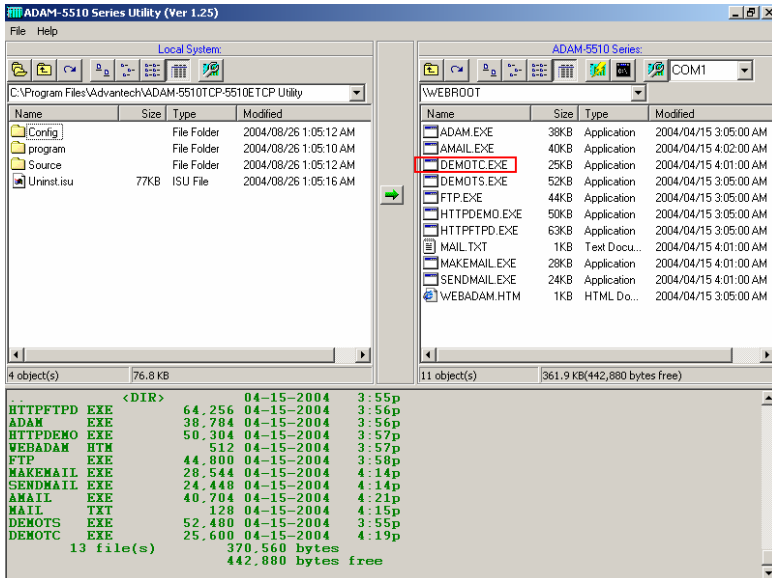 ADAM-5510 Series Utility (Ver 1.25)
File Help
Local System:
ADAM-5510 Series:
COM1
C:\Program Files\Advantech\ADAM-5510TCP-5510ETCP Utility
\WEBROOT
Name Size Type Modified
Config File Folder 2004/08/26 1:05:12 AM
program File Folder 2004/08/26 1:05:10 AM
Source File Folder 2004/08/26 1:05:12 AM
Uninst.isu 77KB ISU File 2004/08/26 1:05:16 AM
Name Size Type Modified
ADAM.EXE 38KB Application 2004/04/15 3:05:00 AM
AMAIL.EXE 40KB Application 2004/04/15 4:02:00 AM
DEMOTC.EXE 25KB Application 2004/04/15 4:01:00 AM
DEMOTS.EXE 52KB Application 2004/04/15 3:05:00 AM
FTP.EXE 44KB Application 2004/04/15 3:05:00 AM
HTTPDEMO.EXE 50KB Application 2004/04/15 3:05:00 AM
HTTPFTPD.EXE 63KB Application 2004/04/15 3:05:00 AM
MAIL.TXT 1KB Text Docu... 2004/04/15 4:01:00 AM
MAKEMAIL.EXE 28KB Application 2004/04/15 4:01:00 AM
SENDMAIL.EXE 24KB Application 2004/04/15 4:01:00 AM
WEBADAM.HTM 1KB HTML Do... 2004/04/15 3:05:00 AM
4 object(s) 76.8 KB
11 object(s) 361.9 KB(442,880 bytes free)
.. <DIR> 04-15-2004 3:55p
HTTPFTPD EXE 64,256 04-15-2004 3:56p
ADAM EXE 38,784 04-15-2004 3:56p
HTTPDEMO EXE 50,304 04-15-2004 3:57p
WEBADAM HTM 512 04-15-2004 3:57p
FTP EXE 44,800 04-15-2004 3:58p
MAKEMAIL EXE 28,544 04-15-2004 4:14p
SENDMAIL EXE 24,448 04-15-2004 4:14p
AMAIL EXE 40,704 04-15-2004 4:21p
MAIL TXT 128 04-15-2004 4:15p
DEMOTS EXE 52,480 04-15-2004 3:55p
DEMOTC EXE 25,600 04-15-2004 4:19p
13 file(s) 370,560 bytes
442,880 bytes free